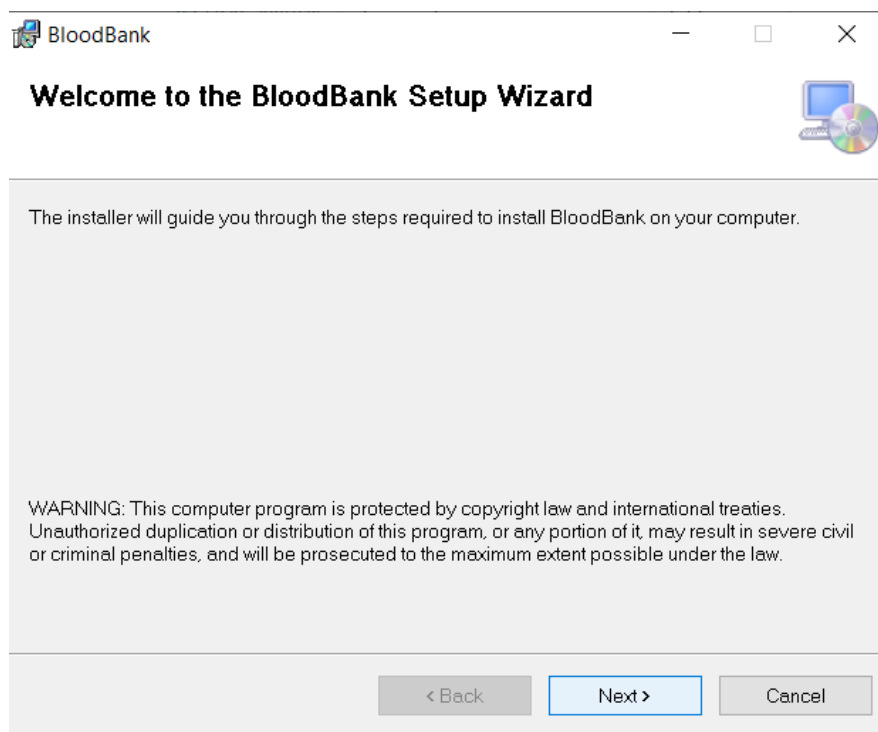 BloodBank
Welcome to the BloodBank Setup Wizard
The installer will guide you through the steps required to install BloodBank on your computer.
WARNING: This computer program is protected by copyright law and international treaties.
Unauthorized duplication or distribution of this program, or any portion of it, may result in severe civil
or criminal penalties, and will be prosecuted to the maximum extent possible under the law.
< Back
Next >
Cancel